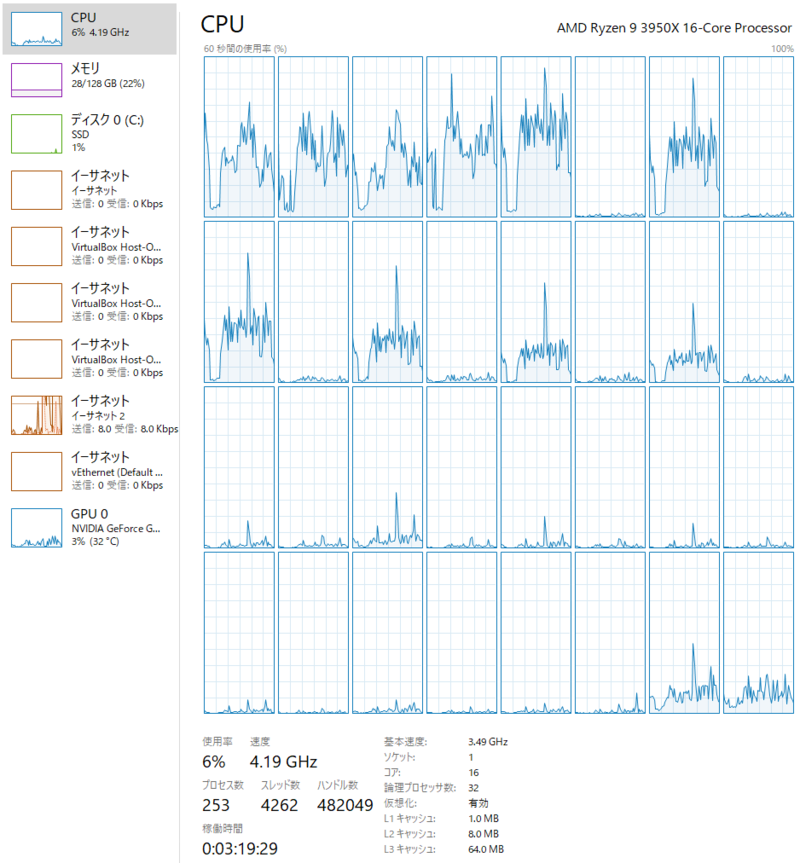 CPU
6% 4.19 GHz
メモリ
28/128 GB (22%)
ディスク 0 (C:)
SSD
1%
イーサネット
イーサネット
送信: 0 受信: 0 Kbps
イーサネット
VirtualBox Host-O...
送信: 0 受信: 0 Kbps
イーサネット
VirtualBox Host-O...
送信: 0 受信: 0 Kbps
イーサネット
VirtualBox Host-O...
送信: 0 受信: 0 Kbps
イーサネット
イーサネット 2
送信: 8.0 受信: 8.0 Kbps
イーサネット
vEthernet (Default ...
送信: 0 受信: 0 Kbps
GPU 0
NVIDIA GeForce G...
3% (32 °C)
CPU
AMD Ryzen 9 3950X 16-Core Processor
60 秒間の使用率 (%)
100%
使用率 速度
6% 4.19 GHz
プロセス数 スレッド数 ハンドル数
253 4262 482049
稼働時間
0:03:19:29
基本速度: 3.49 GHz
ソケット: 1
コア: 16
論理プロセッサ数: 32
仮想化: 有効
L1 キャッシュ: 1.0 MB
L2 キャッシュ: 8.0 MB
L3 キャッシュ: 64.0 MB